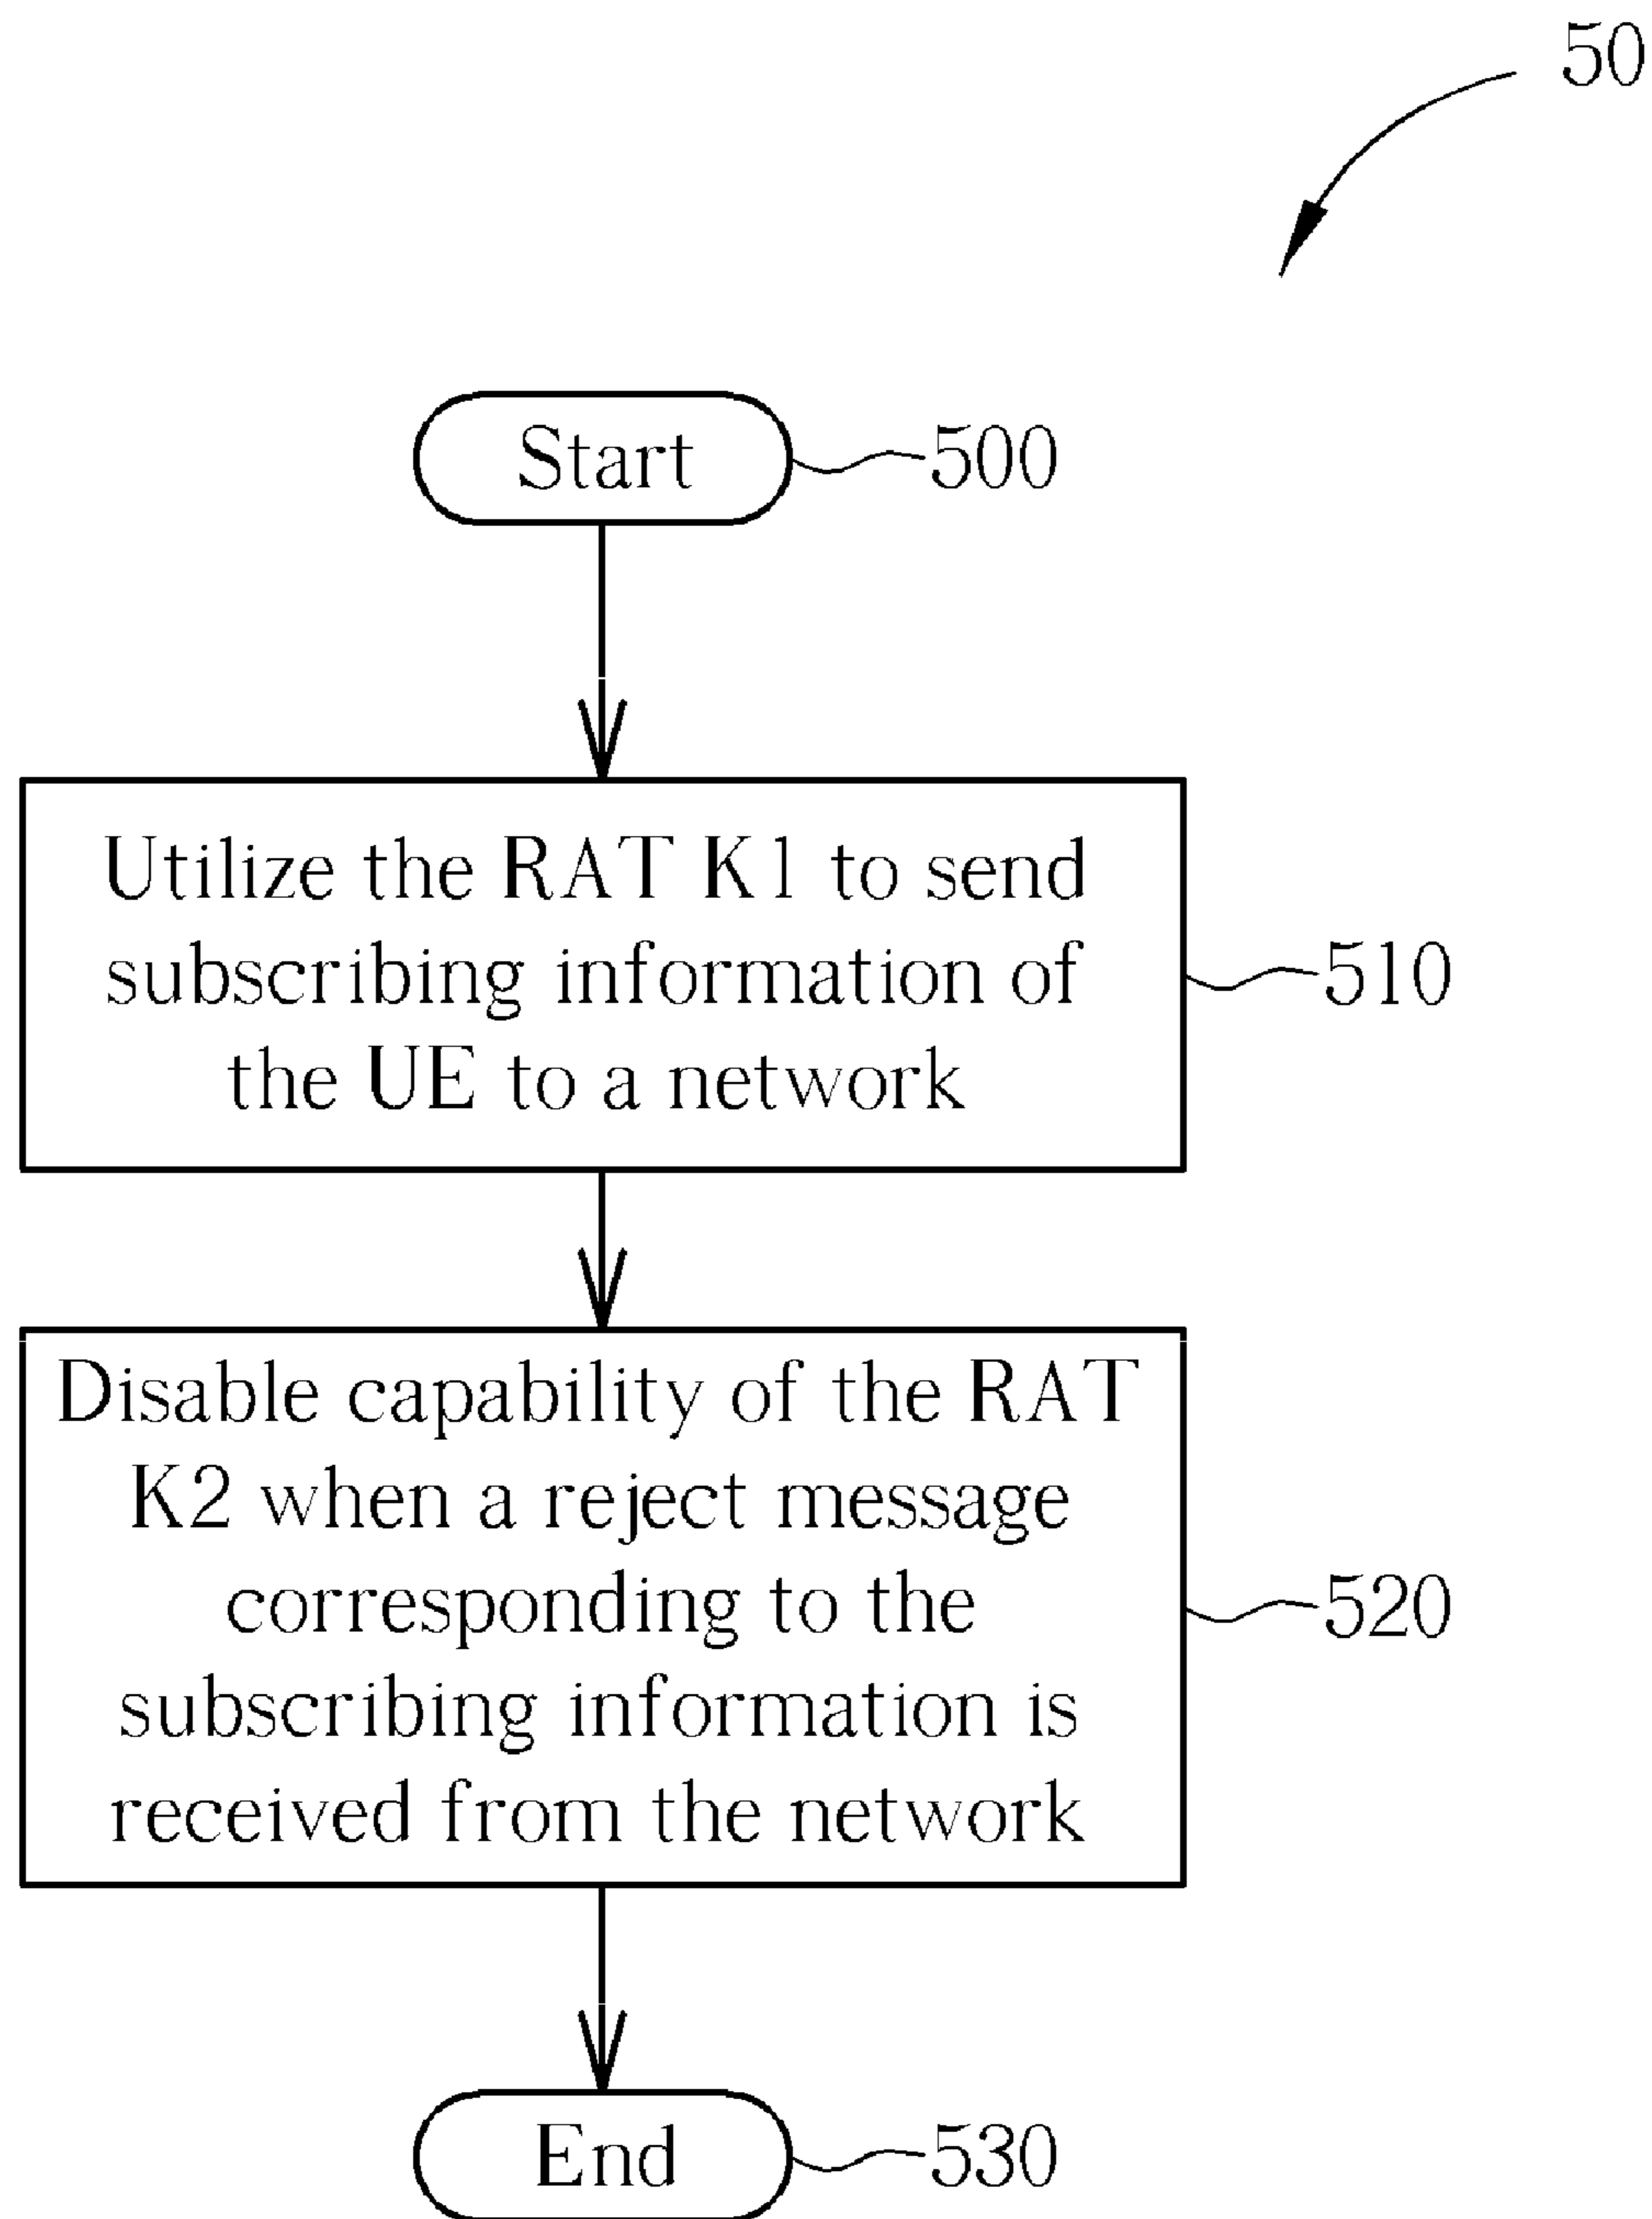 50
Start
500
Utilize the RAT K1 to send
subscribing information of
the UE to a network
510
Disable capability of the RAT
K2 when a reject message
corresponding to the
subscribing information is
received from the network
520
End
530